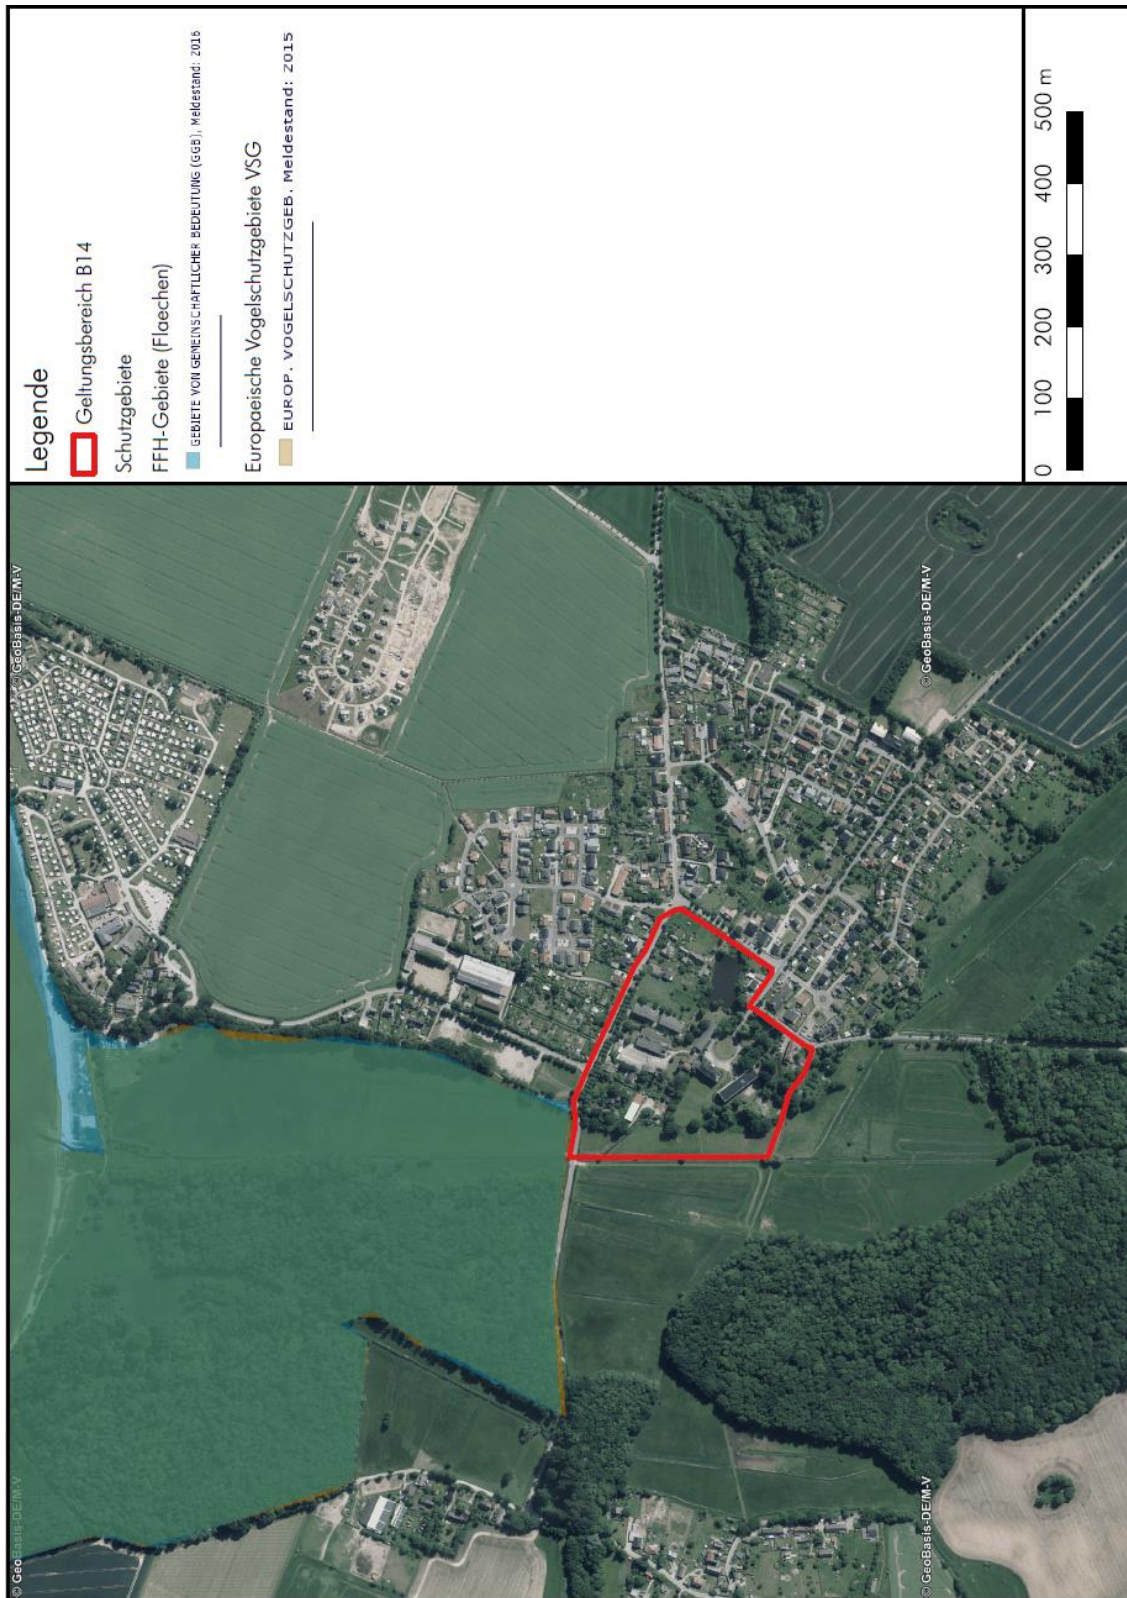 Legende
Geltungsbereich B14
Schutzgebiete
FFH-Gebiete (Flaechen)
GEBIETE VON GEMEINSCHAFTLICHER BEDEUTUNG (GGB), Meldestand: 2016
Europaeische Vogelschutzgebiete VSG
EUROP. VOGELSCHUTZGEB. Meldestand: 2015
0 100 200 300 400 500 m
© GeoBasis-DE/M-V
© GeoBasis-DE/M-V
© GeoBasis-DE/M-V
© GeoBasis-DE/M-V